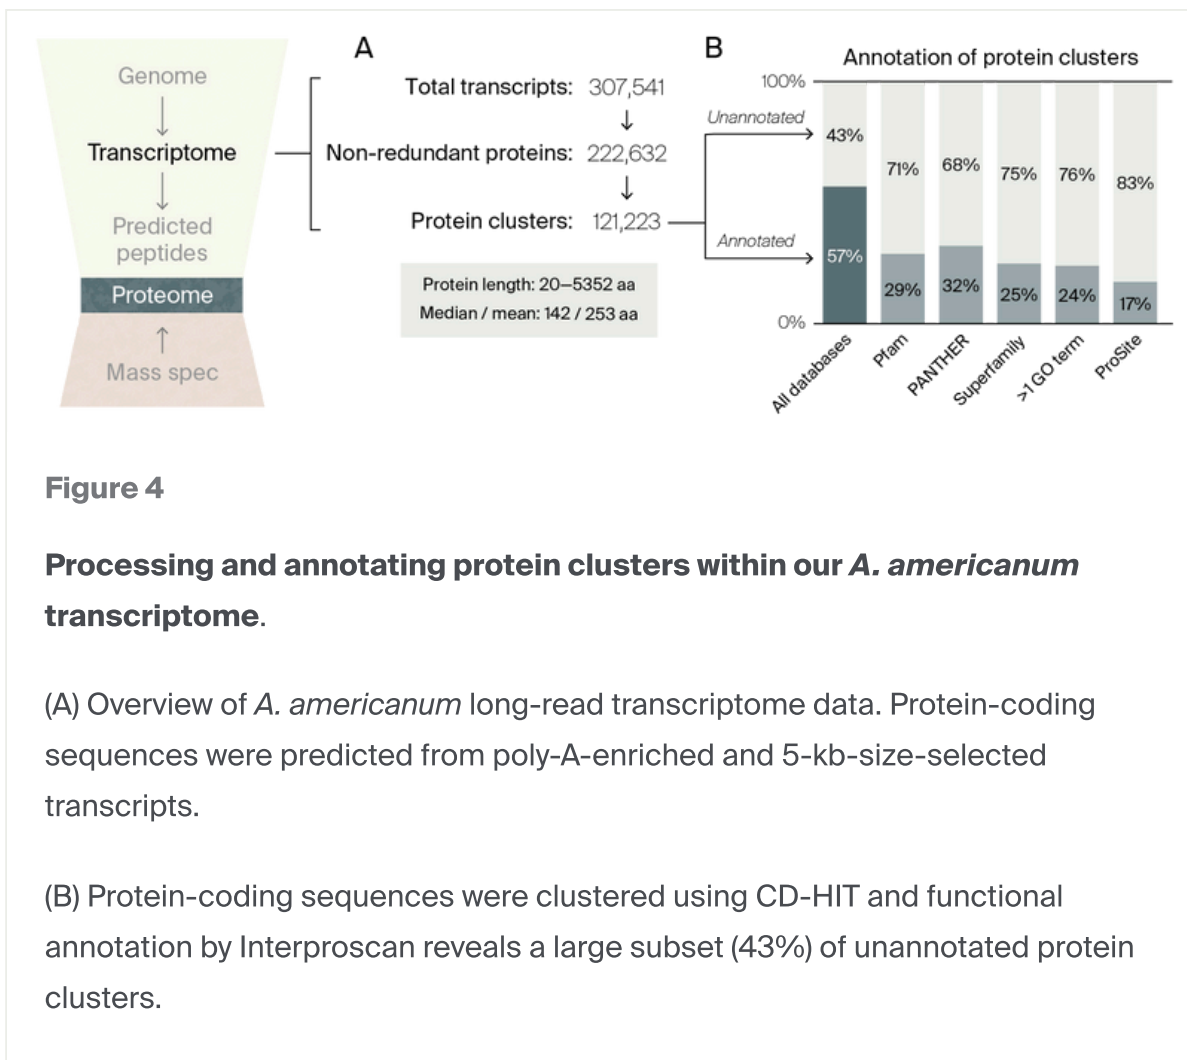 Genome
Transcriptome
Predicted
peptides
Proteome
Mass spec
A
Total transcripts: 307,541
Non-redundant proteins: 222,632
Protein clusters: 121,223
Protein length: 20–5352 aa
Median / mean: 142 / 253 aa
B
Annotation of protein clusters
100%
Unannotated
43% 71% 68% 75% 76% 83%
Annotated
57% 29% 32% 25% 24% 17%
0%
All databases Pfam PANTHER Superfamily >1 GO term ProSite
Figure 4
Processing and annotating protein clusters within our A. americanum
transcriptome.
(A) Overview of A. americanum long-read transcriptome data. Protein-coding
sequences were predicted from poly-A-enriched and 5-kb-size-selected
transcripts.
(B) Protein-coding sequences were clustered using CD-HIT and functional
annotation by Interproscan reveals a large subset (43%) of unannotated protein
clusters.